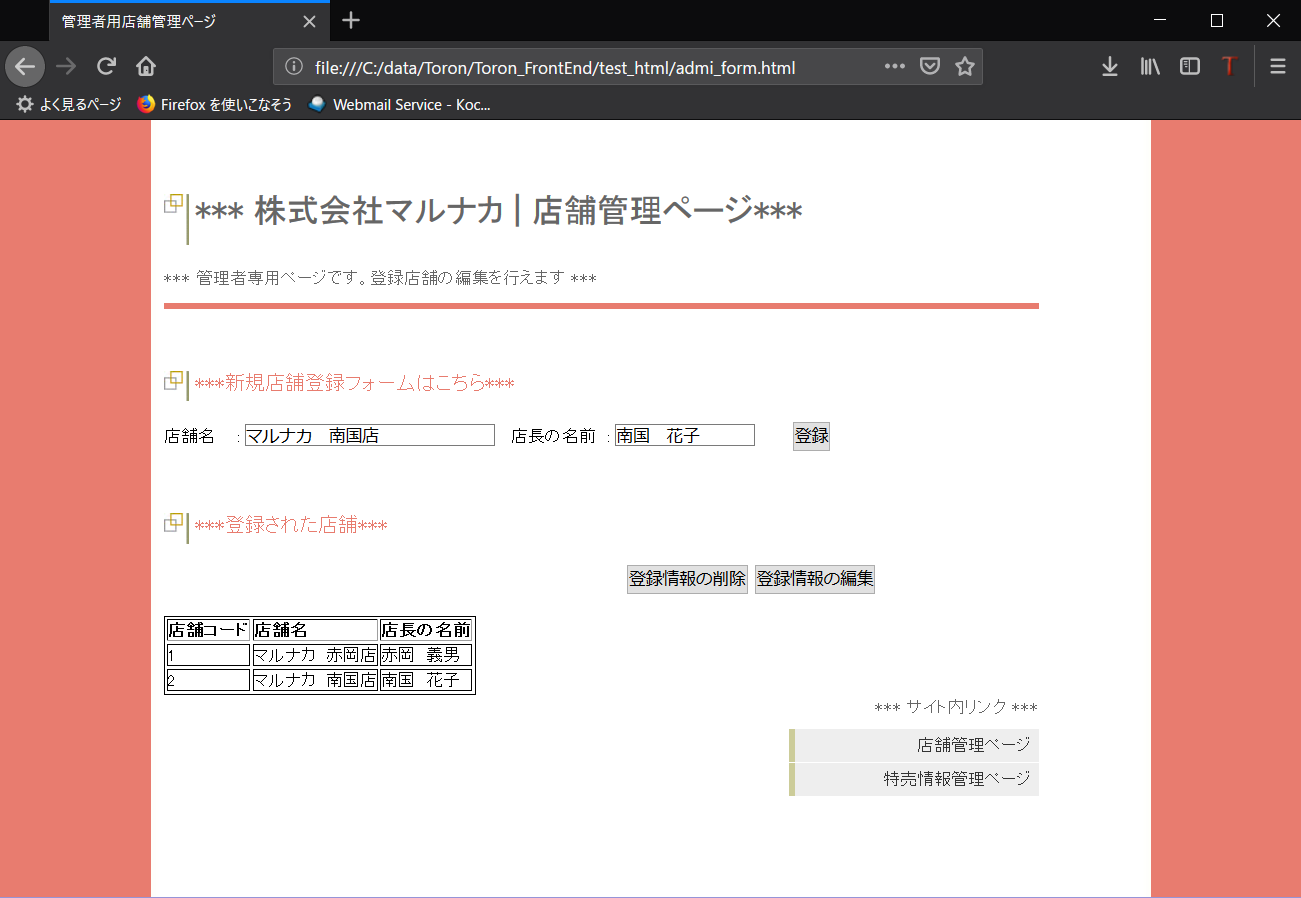 管理者用店舗管理ページ
file:///C:/data/Toron/Toron_FrontEnd/test_html/admi_form.html
よく見るページ Firefox を使いこなそう Webmail Service - Koc...
*** 株式会社マルナカ | 店舗管理ページ***
*** 管理者専用ページです。登録店舗の編集を行えます ***
***新規店舗登録フォームはこちら***
店舗名 : マルナカ 南国店 店長の名前 : 南国 花子 登録
***登録された店舗***
登録情報の削除 登録情報の編集
店舗コード 店舗名 店長の名前
1 マルナカ 赤岡店 赤岡 義男
2 マルナカ 南国店 南国 花子
*** サイト内リンク ***
店舗管理ページ
特売情報管理ページ